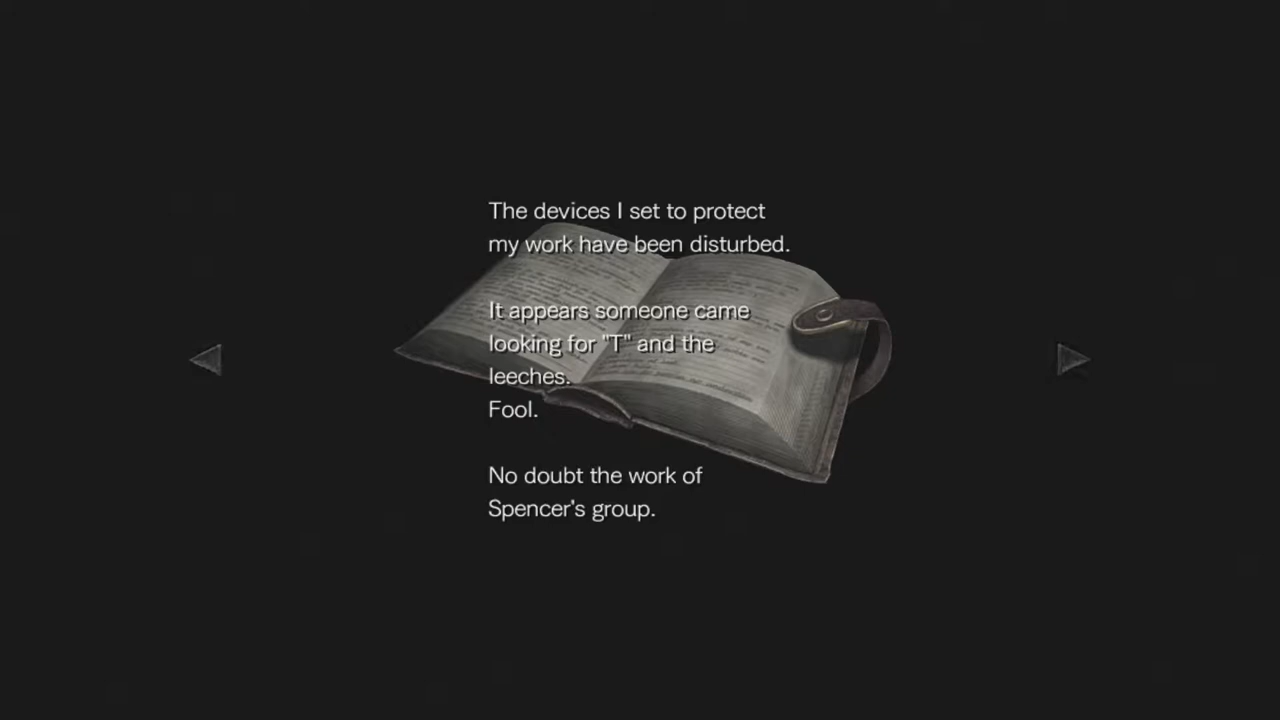 The devices I set to protect
my work have been disturbed.
It appears someone came
looking for "T" and the
leeches.
Fool.
No doubt the work of
Spencer's group.